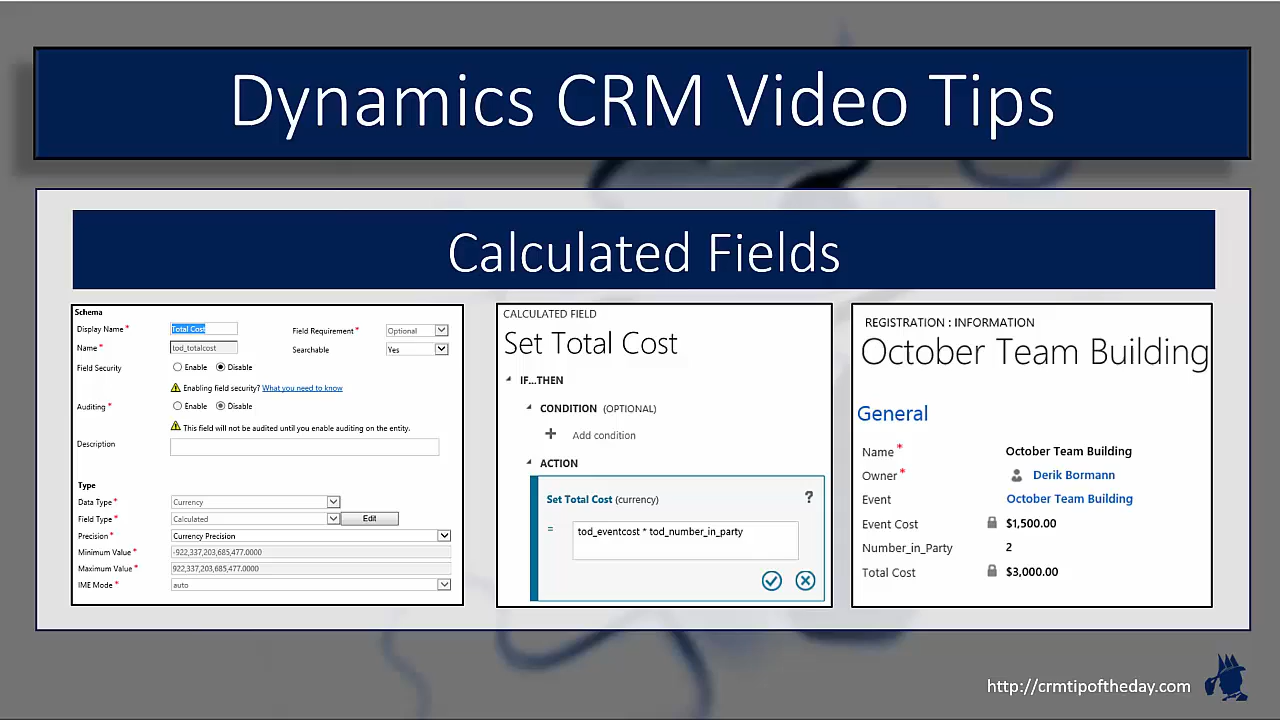 Dynamics CRM Video Tips
Calculated Fields
Schema
Display Name * Total Cost Field Requirement * Optional
Name * tod_totalcost Searchable Yes
Field Security Enable Disable
Enabling field security? What you need to know
Auditing * Enable Disable
This field will not be audited until you enable auditing on the entity.
Description
Type
Data Type * Currency
Field Type * Calculated Edit
Precision * Currency Precision
Minimum Value * -922,337,203,685,477.0000
Maximum Value * 922,337,203,685,477.0000
IME Mode * auto
CALCULATED FIELD
Set Total Cost
IF...THEN
CONDITION (OPTIONAL)
+ Add condition
ACTION
Set Total Cost (currency) ?
= tod_eventcost * tod_number_in_party
REGISTRATION : INFORMATION
October Team Building
General
Name * October Team Building
Owner * Derik Bormann
Event October Team Building
Event Cost $1,500.00
Number_in_Party 2
Total Cost $3,000.00
http://crmtipoftheday.com